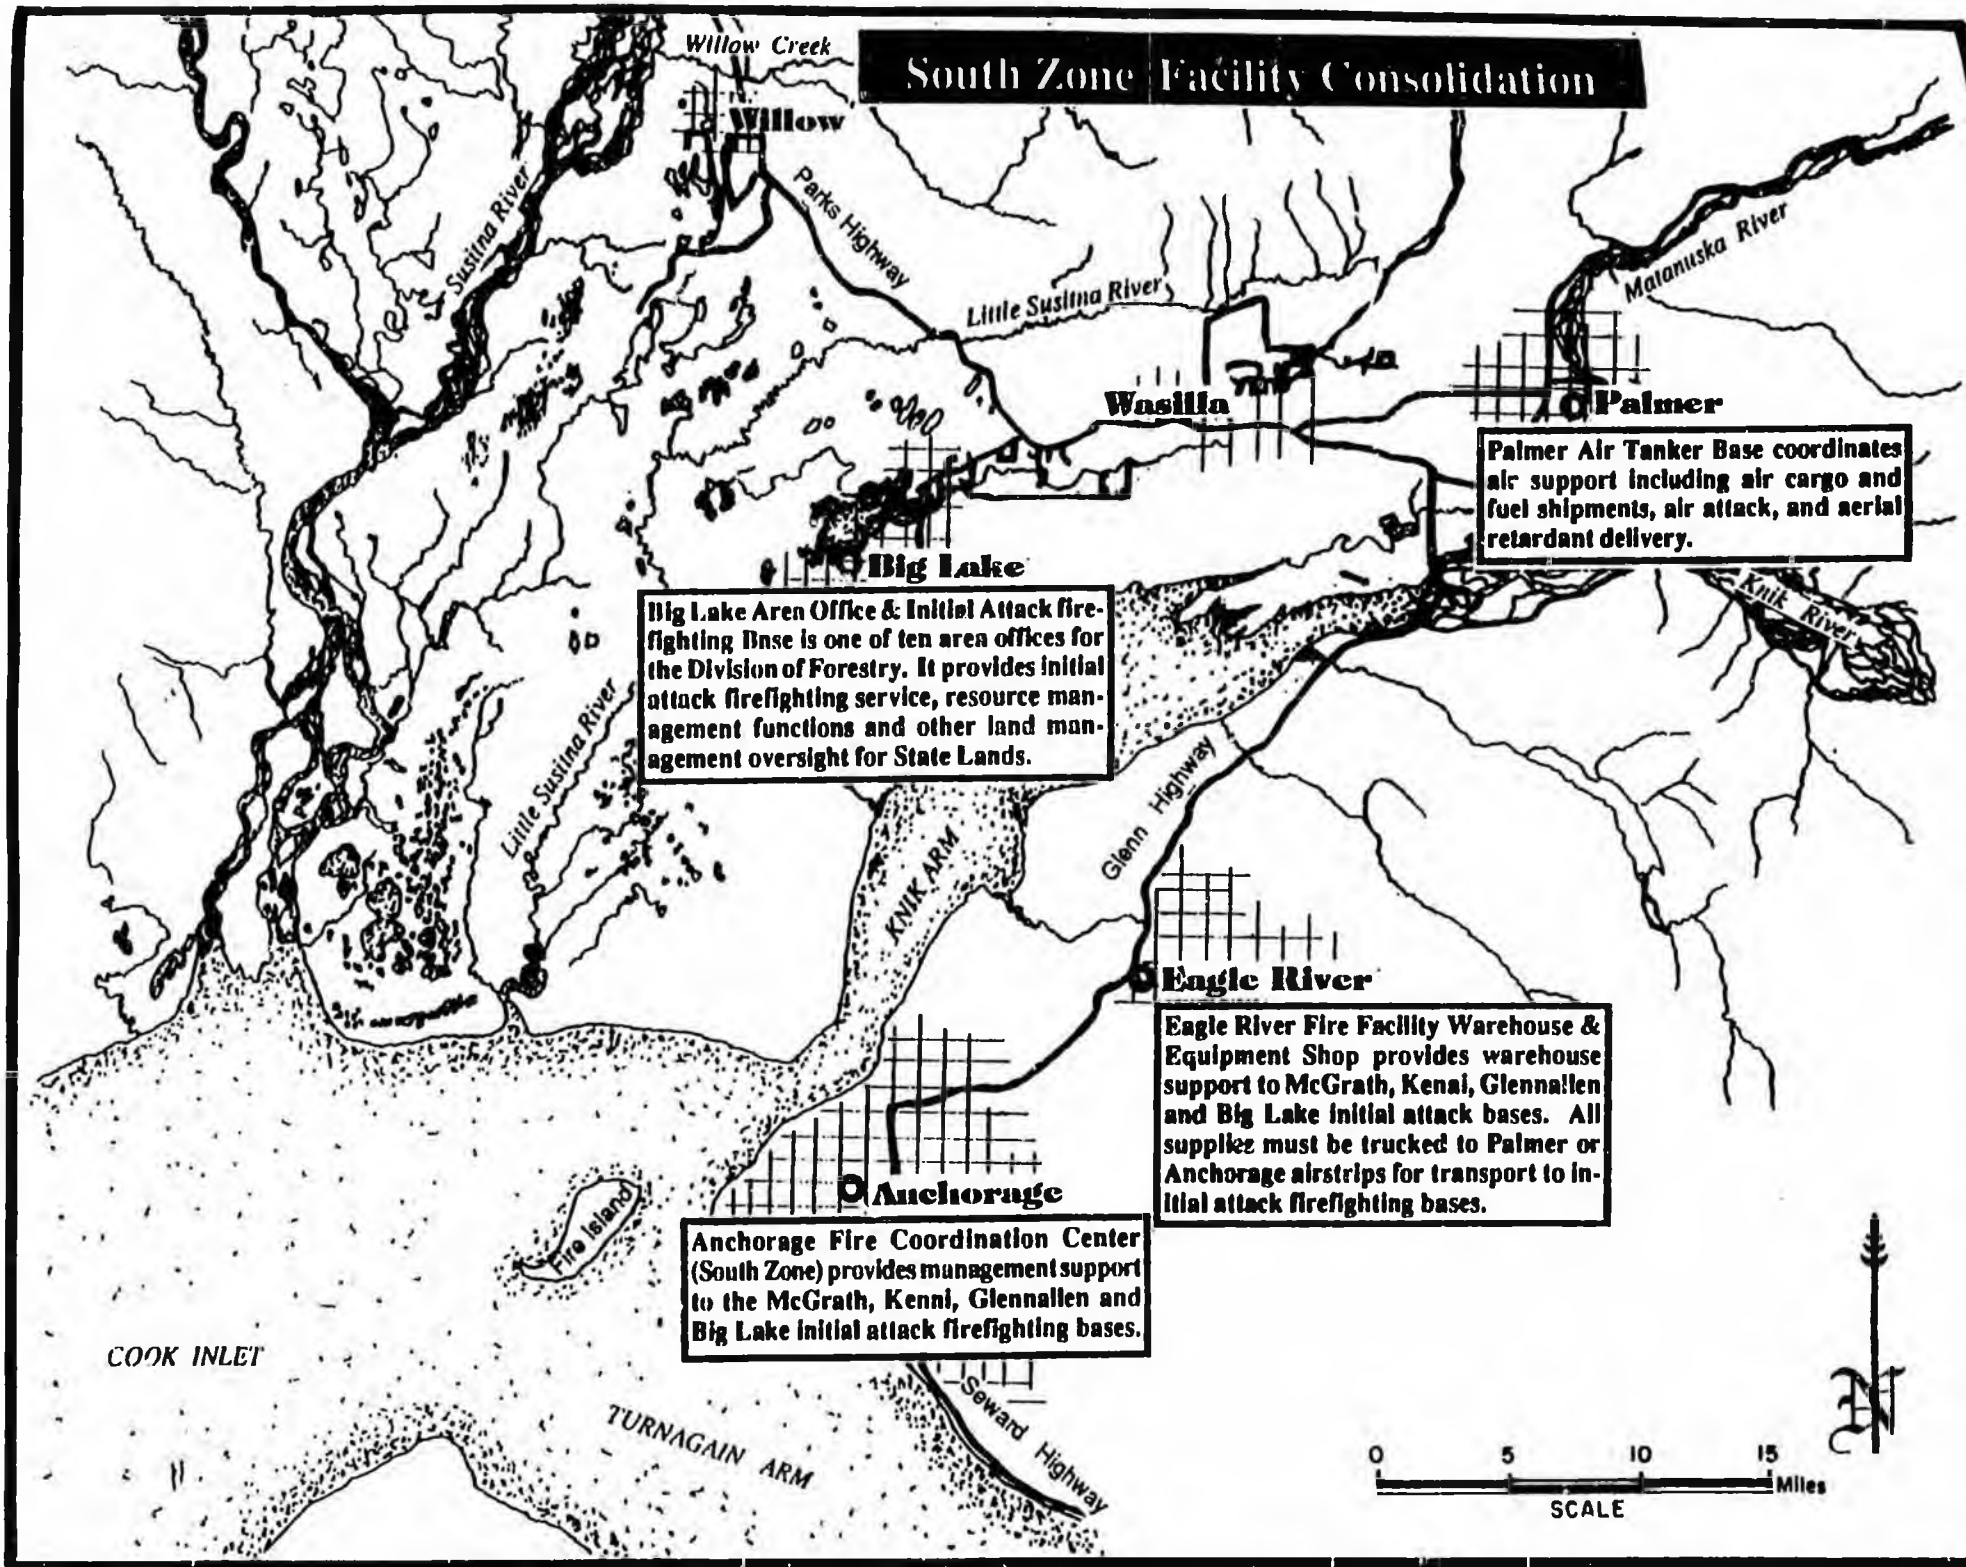 South Zone Facility Consolidation
Willow Creek
Willow
Parks Highway
Susitna River
Little Susitna River
Matanuska River
Wasilla
Palmer
Palmer Air Tanker Base coordinates
air support including air cargo and
fuel shipments, air attack, and aerial
retardant delivery.
Big Lake
Big Lake Area Office & Initial Attack fire-
fighting Base is one of ten area offices for
the Division of Forestry. It provides initial
attack firefighting service, resource man-
agement functions and other land man-
agement oversight for State Lands.
Knik River
Little Susitna River
Glenn Highway
KNIK ARM
Eagle River
Eagle River Fire Facility Warehouse &
Equipment Shop provides warehouse
support to McGrath, Kenai, Glennallen
and Big Lake initial attack bases. All
supplies must be trucked to Palmer or
Anchorage airstrips for transport to in-
itial attack firefighting bases.
Anchorage
Anchorage Fire Coordination Center
(South Zone) provides management support
to the McGrath, Kenai, Glennallen and
Big Lake initial attack firefighting bases.
Fire Island
COOK INLET
TURNAGAIN ARM
Seward Highway
N
0 5 10 15
Miles
SCALE